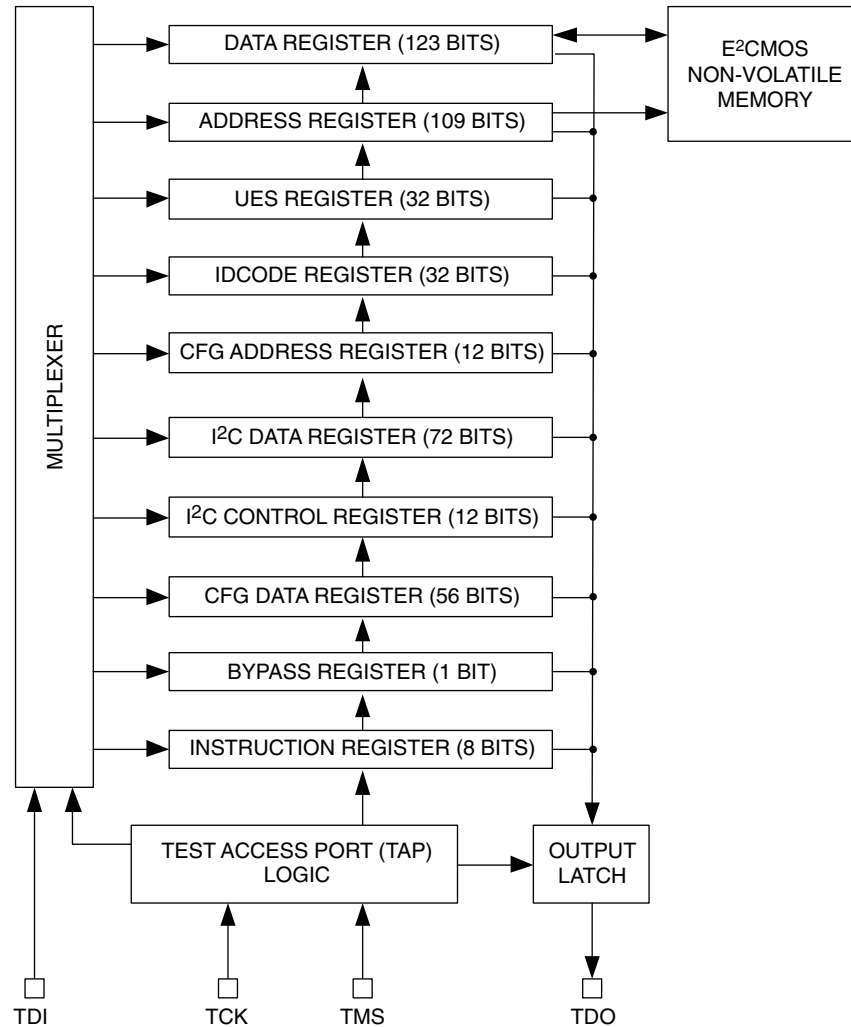 DATA REGISTER (123 BITS)
E²CMOS
NON-VOLATILE
MEMORY
ADDRESS REGISTER (109 BITS)
UES REGISTER (32 BITS)
IDCODE REGISTER (32 BITS)
CFG ADDRESS REGISTER (12 BITS)
MULTIPLEXER
I²C DATA REGISTER (72 BITS)
I²C CONTROL REGISTER (12 BITS)
CFG DATA REGISTER (56 BITS)
BYPASS REGISTER (1 BIT)
INSTRUCTION REGISTER (8 BITS)
TEST ACCESS PORT (TAP)
LOGIC
OUTPUT
LATCH
TDI
TCK
TMS
TDO